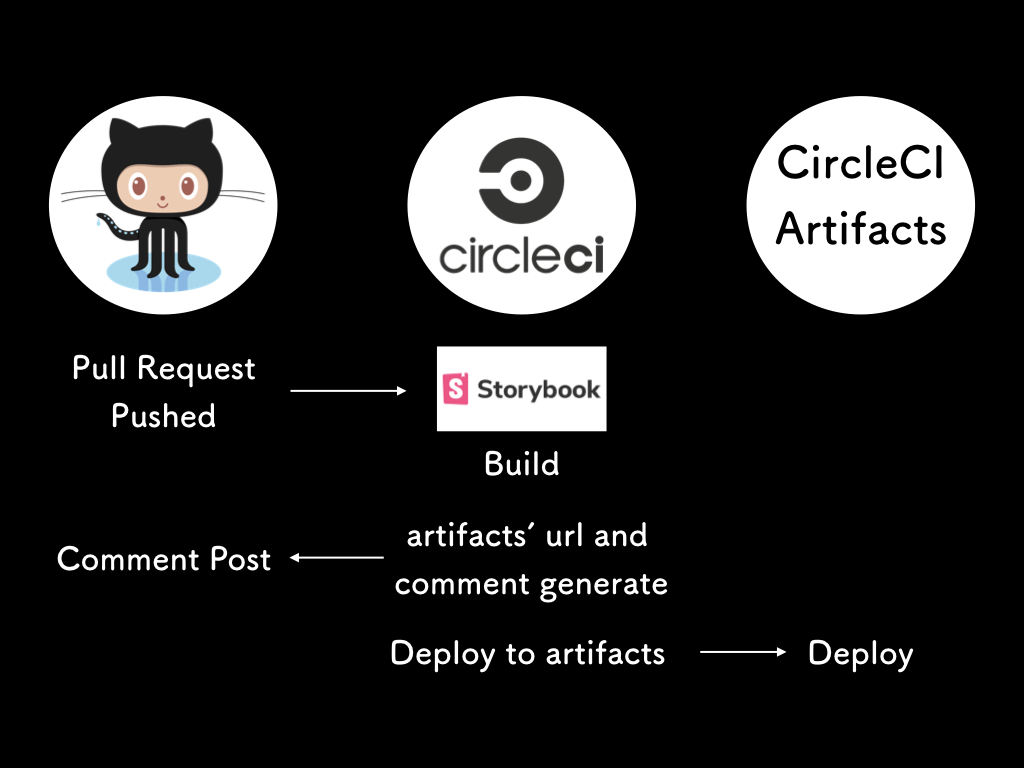 circleci
CircleCI
Artifacts
Pull Request
Pushed
S Storybook
Build
artifacts’ url and
comment generate
Comment Post
Deploy to artifacts
Deploy